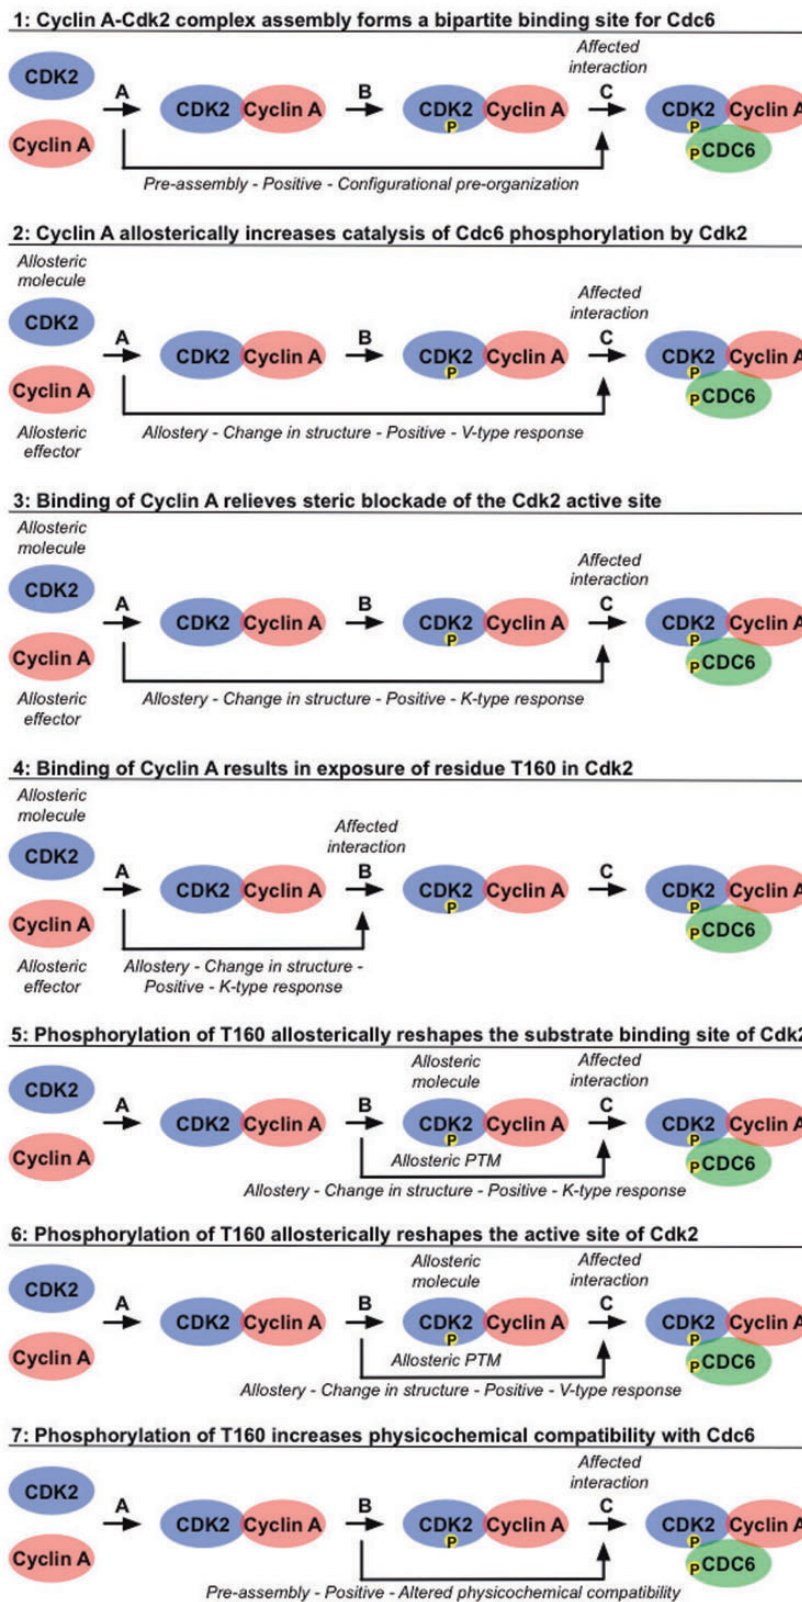 1: Cyclin A-Cdk2 complex assembly forms a bipartite binding site for Cdc6
Affected
interaction
CDK2
A
B
C
CDK2 Cyclin A
CDK2 Cyclin A
P
CDK2 Cyclin A
P
Cyclin A
P CDC6
Pre-assembly - Positive - Configurational pre-organization
2: Cyclin A allosterically increases catalysis of Cdc6 phosphorylation by Cdk2
Allosteric
molecule
Affected
interaction
CDK2
A
B
C
CDK2 Cyclin A
CDK2 Cyclin A
P
CDK2 Cyclin A
P
Cyclin A
P CDC6
Allosteric
effector
Allostery - Change in structure - Positive - V-type response
3: Binding of Cyclin A relieves steric blockade of the Cdk2 active site
Allosteric
molecule
Affected
interaction
CDK2
A
B
C
CDK2 Cyclin A
CDK2 Cyclin A
P
CDK2 Cyclin A
P
Cyclin A
P CDC6
Allosteric
effector
Allostery - Change in structure - Positive - K-type response
4: Binding of Cyclin A results in exposure of residue T160 in Cdk2
Allosteric
molecule
Affected
interaction
CDK2
A
B
C
CDK2 Cyclin A
CDK2 Cyclin A
P
CDK2 Cyclin A
P
Cyclin A
P CDC6
Allosteric
effector
Allostery - Change in structure -
Positive - K-type response
5: Phosphorylation of T160 allosterically reshapes the substrate binding site of Cdk2
Allosteric
molecule
Affected
interaction
CDK2
A
B
C
CDK2 Cyclin A
CDK2 Cyclin A
P
CDK2 Cyclin A
P
Cyclin A
P CDC6
Allosteric PTM
Allostery - Change in structure - Positive - K-type response
6: Phosphorylation of T160 allosterically reshapes the active site of Cdk2
Allosteric
molecule
Affected
interaction
CDK2
A
B
C
CDK2 Cyclin A
CDK2 Cyclin A
P
CDK2 Cyclin A
P
Cyclin A
P CDC6
Allosteric PTM
Allostery - Change in structure - Positive - V-type response
7: Phosphorylation of T160 increases physicochemical compatibility with Cdc6
Affected
interaction
CDK2
A
B
C
CDK2 Cyclin A
CDK2 Cyclin A
P
CDK2 Cyclin A
P
Cyclin A
P CDC6
Pre-assembly - Positive - Altered physicochemical compatibility